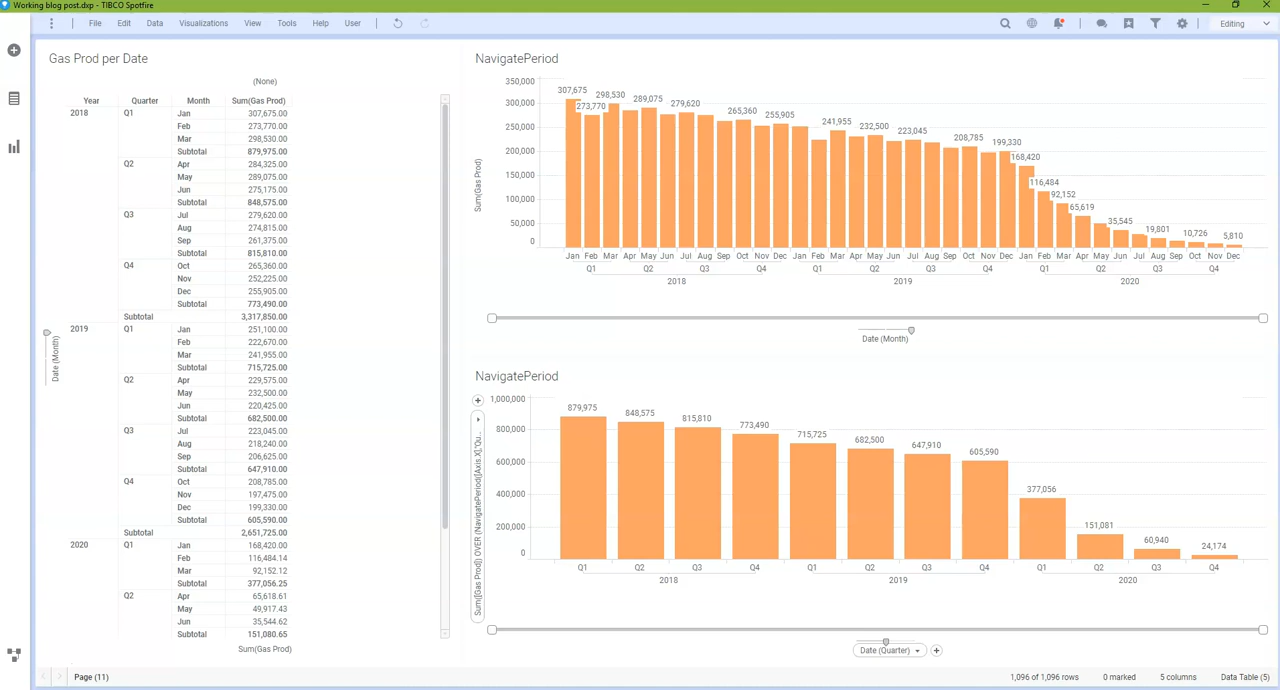 Working blog post.dxp - TIBCO Spotfire
File Edit Data Visualizations View Tools Help User Editing
Gas Prod per Date
(None)
Year Quarter Month Sum(Gas Prod)
2018 Q1 Jan 307,675.00
Feb 273,770.00
Mar 298,530.00
Subtotal 879,975.00
Q2 Apr 284,325.00
May 289,075.00
Jun 275,175.00
Subtotal 848,575.00
Q3 Jul 279,620.00
Aug 274,815.00
Sep 261,375.00
Subtotal 815,810.00
Q4 Oct 265,360.00
Nov 252,225.00
Dec 255,905.00
Subtotal 773,490.00
Subtotal 3,317,850.00
2019 Q1 Jan 251,100.00
Feb 222,670.00
Mar 241,955.00
Subtotal 715,725.00
Q2 Apr 229,575.00
May 232,500.00
Jun 220,425.00
Subtotal 682,500.00
Q3 Jul 223,045.00
Aug 218,240.00
Sep 206,625.00
Subtotal 647,910.00
Q4 Oct 208,785.00
Nov 197,475.00
Dec 199,330.00
Subtotal 605,590.00
Subtotal 2,651,725.00
2020 Q1 Jan 168,420.00
Feb 116,484.14
Mar 92,152.12
Subtotal 377,056.25
Q2 Apr 65,618.61
May 49,917.43
Jun 35,544.62
Subtotal 151,080.65
Sum(Gas Prod)
Date (Month)
NavigatePeriod
350,000
300,000
250,000
200,000
150,000
100,000
50,000
0
Sum(Gas Prod)
307,675 273,770 298,530 289,075 279,620 265,360 255,905 241,955 232,500 223,045 208,785 199,330 168,420 116,484 92,152 65,619 35,545 19,801 10,726 5,810
Jan Feb Mar Apr May Jun Jul Aug Sep Oct Nov Dec Jan Feb Mar Apr May Jun Jul Aug Sep Oct Nov Dec Jan Feb Mar Apr May Jun Jul Aug Sep Oct Nov Dec
Q1 Q2 Q3 Q4 Q1 Q2 Q3 Q4 Q1 Q2 Q3 Q4
2018 2019 2020
Date (Month)
NavigatePeriod
1,000,000
800,000
600,000
400,000
200,000
0
Sum([Gas Prod]) OVER (NavigatePeriod([Axis.X],"Qu...
879,975 848,575 815,810 773,490 715,725 682,500 647,910 605,590 377,056 151,081 60,940 24,174
Q1 Q2 Q3 Q4 Q1 Q2 Q3 Q4 Q1 Q2 Q3 Q4
2018 2019 2020
Date (Quarter)
Page (11) 1,096 of 1,096 rows 0 marked 5 columns Data Table (5)